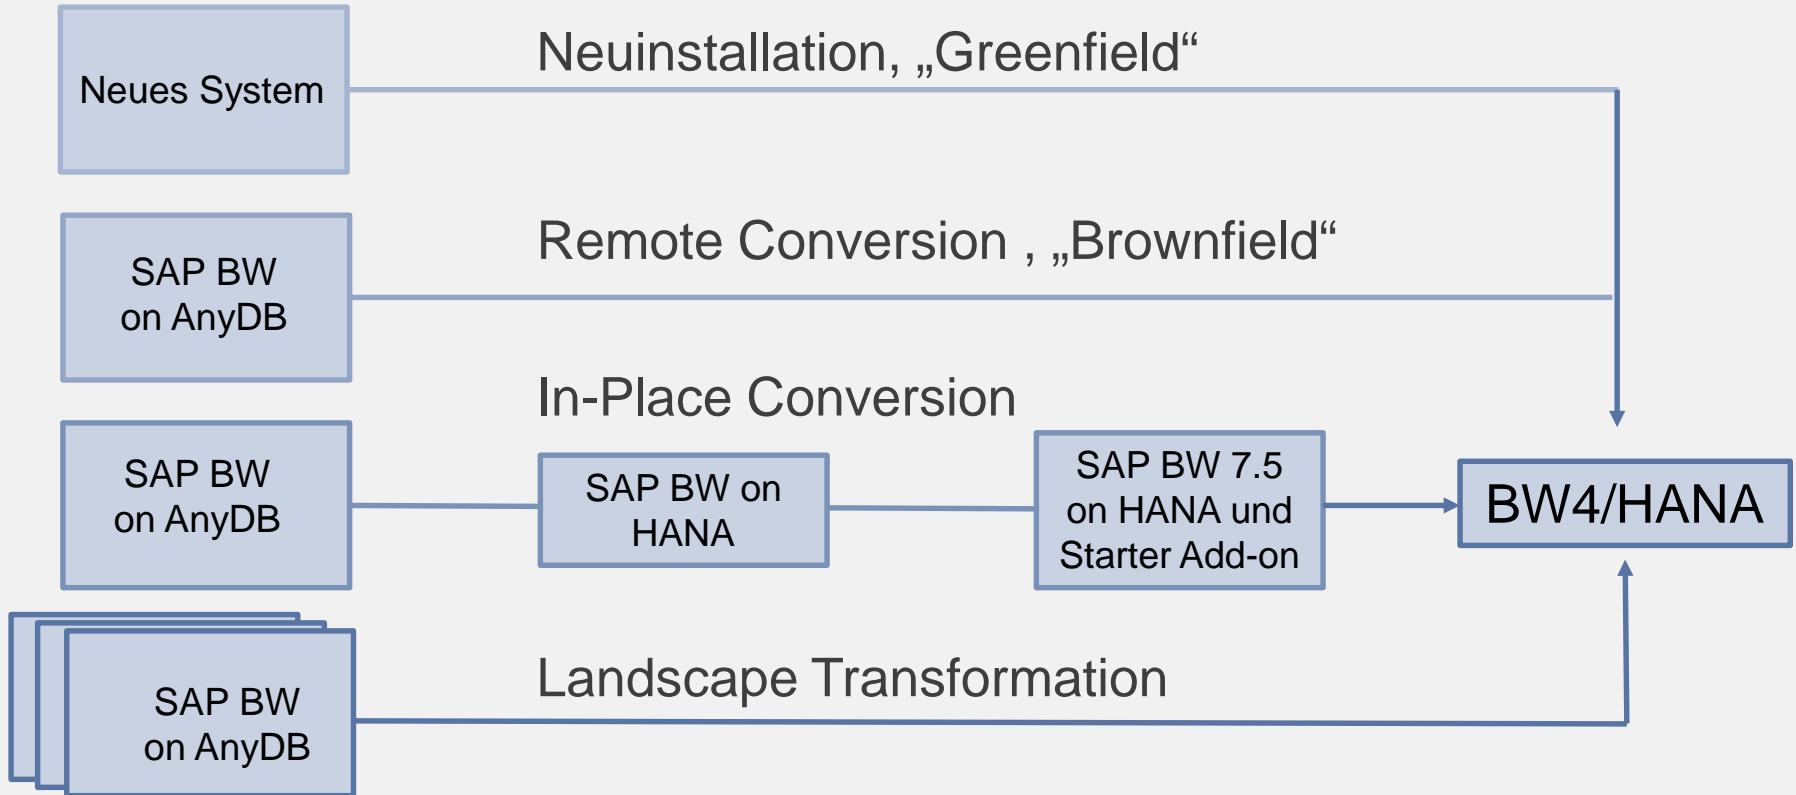 Neues System
Neuinstallation, „Greenfield“
SAP BW
on AnyDB
Remote Conversion , „Brownfield“
SAP BW
on AnyDB
In-Place Conversion
SAP BW on
HANA
SAP BW 7.5
on HANA und
Starter Add-on
BW4/HANA
SAP BW
on AnyDB
Landscape Transformation